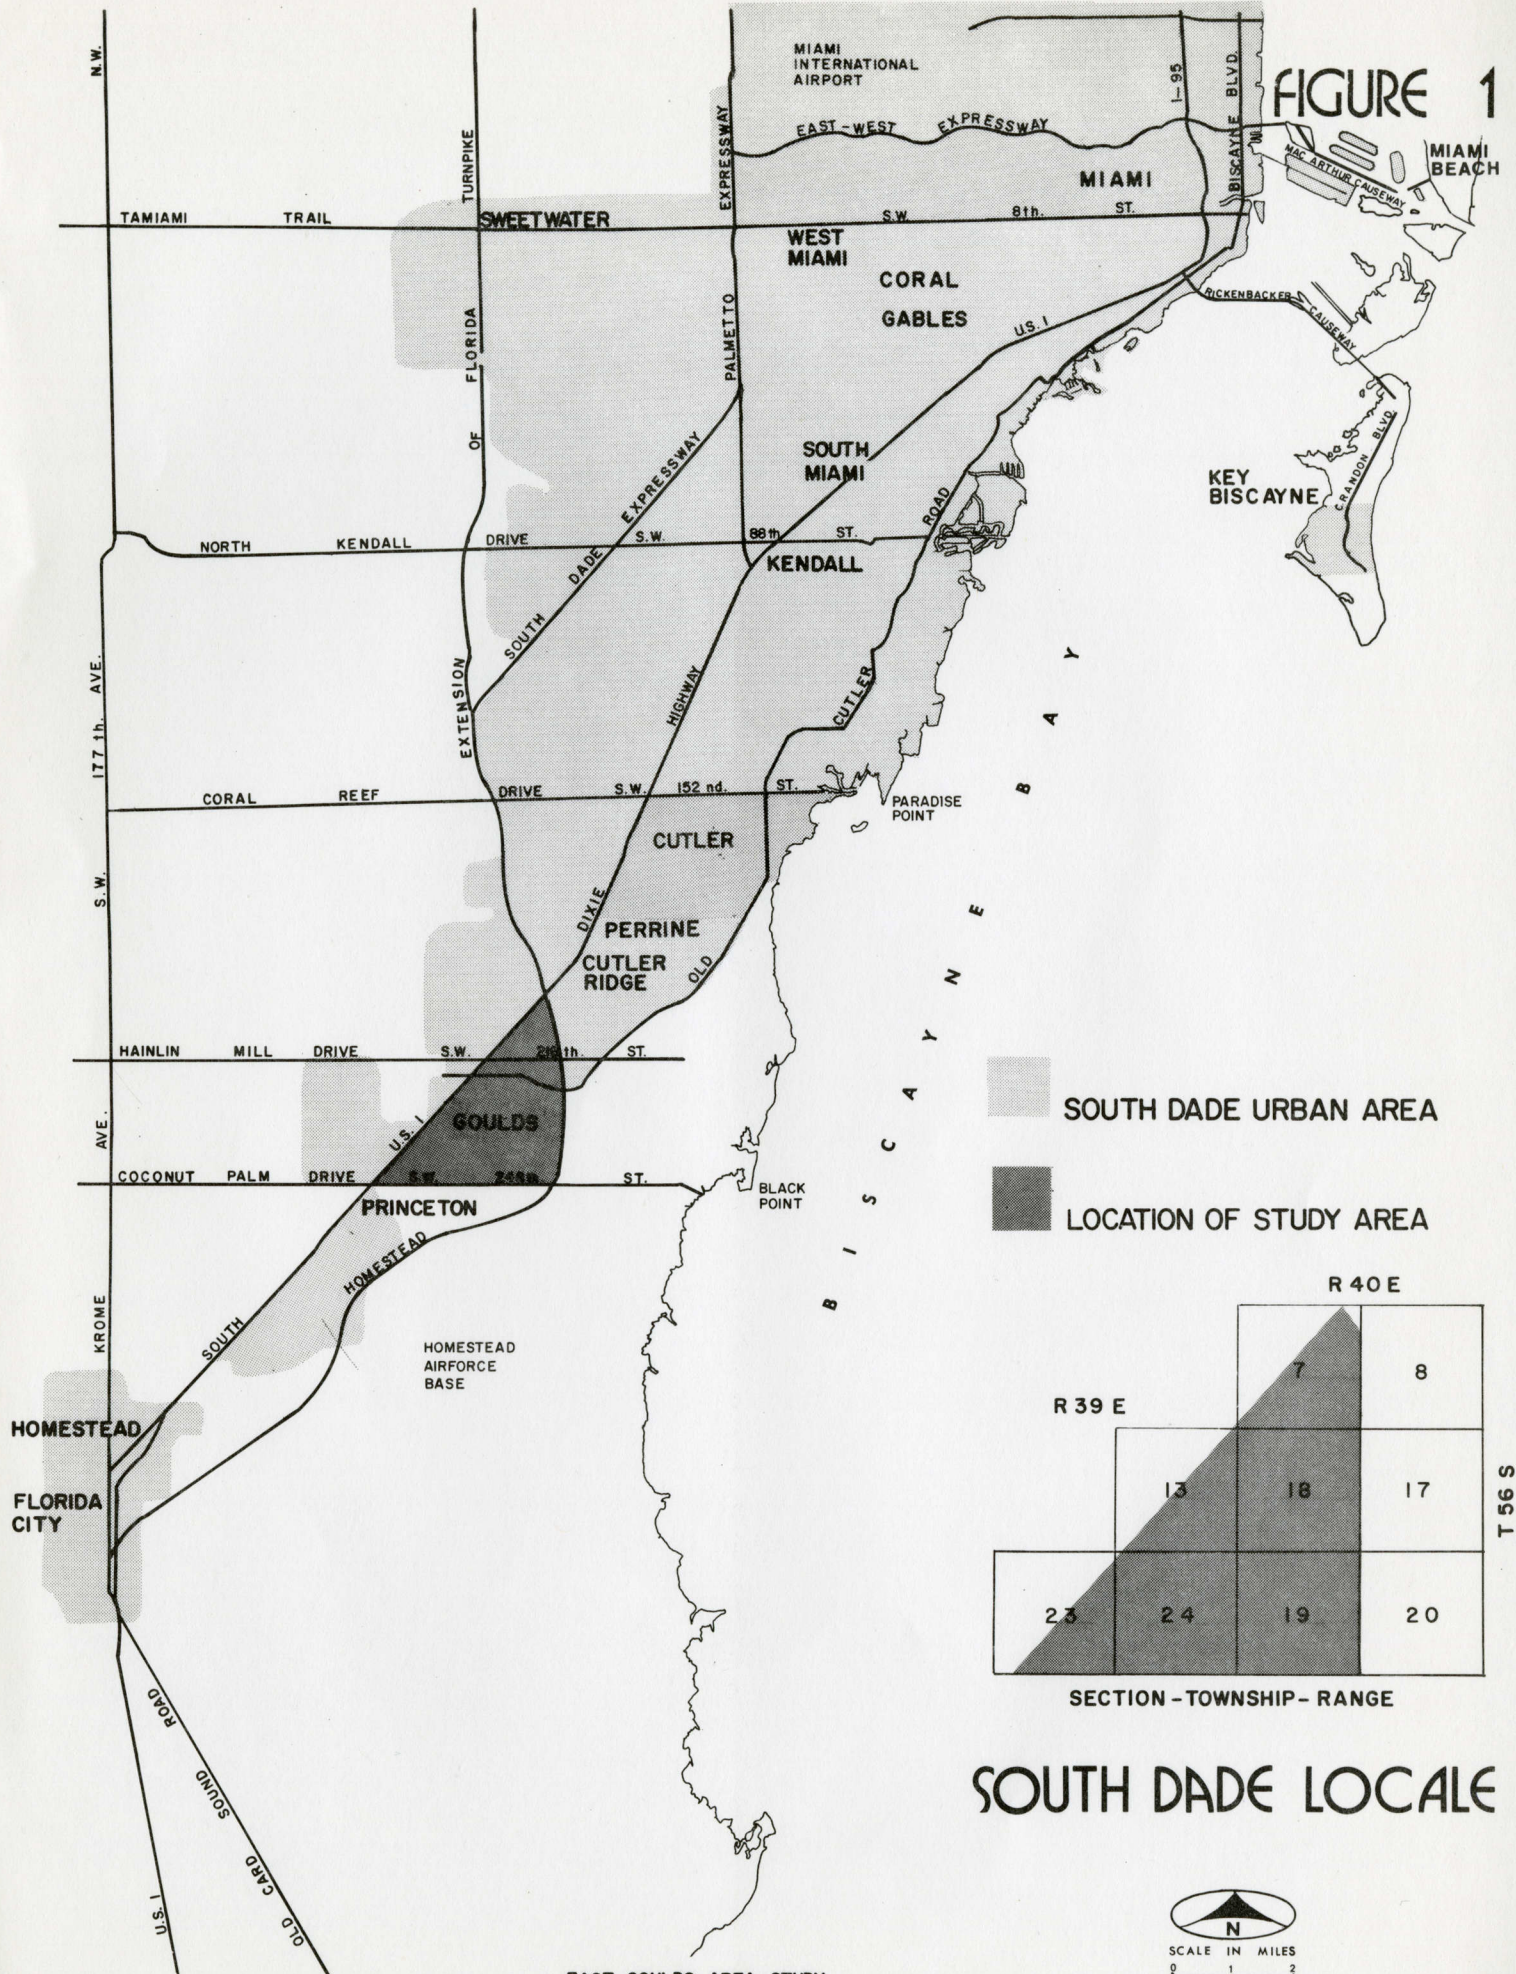 FIGURE 1
N.W.
MIAMI
INTERNATIONAL
AIRPORT
I-95
BISCAYNE BLVD.
EAST-WEST EXPRESSWAY
MAC ARTHUR CAUSEWAY
MIAMI
BEACH
MIAMI
TAMIAMI TRAIL
SWEETWATER
S.W. 8th. ST.
WEST
MIAMI
CORAL
GABLES
U.S. 1
RICKENBACKER CAUSEWAY
PALMETTO EXPRESSWAY
EXTENSION OF FLORIDA TURNPIKE
SOUTH DADE EXPRESSWAY
SOUTH
MIAMI
KEY
BISCAYNE
CRANDON BLVD
NORTH KENDALL DRIVE S.W. 88th ST.
KENDALL
S.W. 177th. AVE.
SOUTH DIXIE HIGHWAY
OLD CUTLER ROAD
CORAL REEF DRIVE S.W. 152 nd. ST.
PARADISE
POINT
CUTLER
PERRINE
CUTLER
RIDGE
BISCAYNE BAY
HAINLIN MILL DRIVE S.W. 216th. ST.
U.S. 1
GOULDS
KROME AVE.
COCONUT PALM DRIVE S.W. 248th ST.
PRINCETON
BLACK
POINT
HOMESTEAD
HOMESTEAD
AIRFORCE
BASE
HOMESTEAD
FLORIDA
CITY
OLD CARD SOUND ROAD
U.S. 1
SOUTH DADE URBAN AREA
LOCATION OF STUDY AREA
R 40 E
7 8
R 39 E
13 18 17
T 56 S
23 24 19 20
SECTION-TOWNSHIP-RANGE
SOUTH DADE LOCALE
N
SCALE IN MILES
0 1 2
EAST GOULDS AREA STUDY